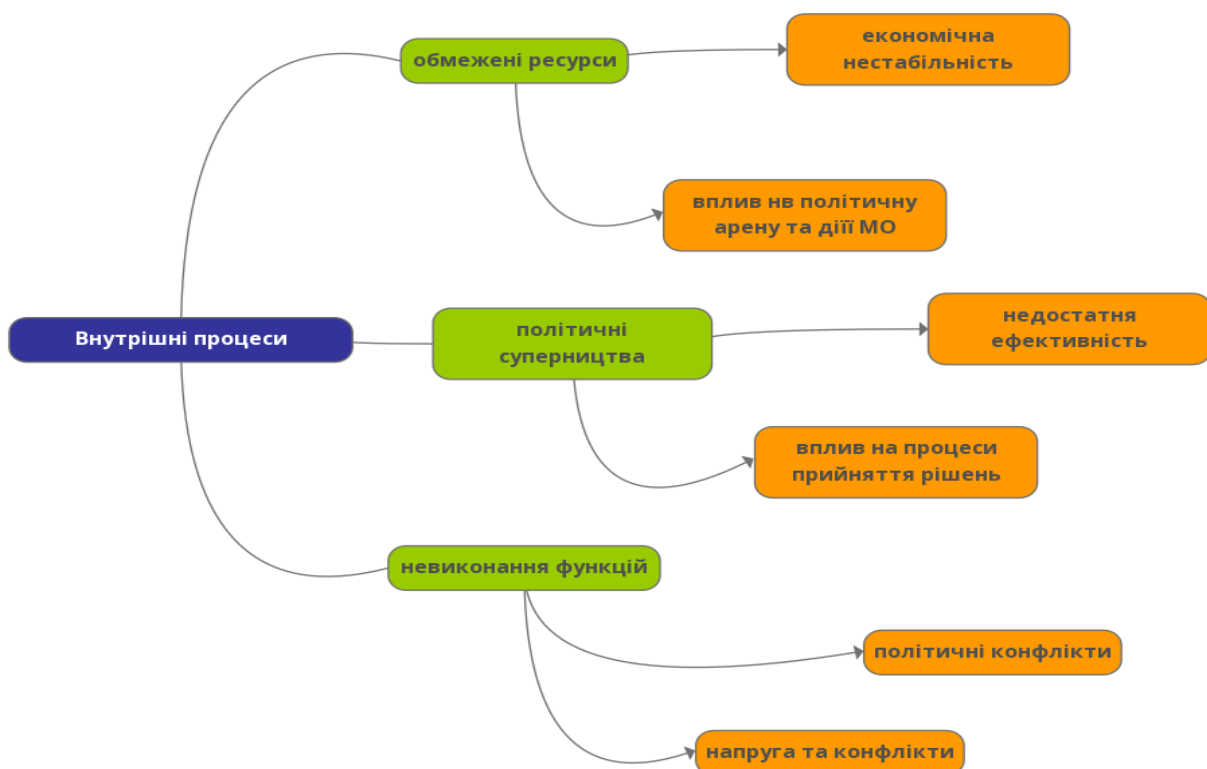 економічна
нестабільність
обмежені ресурси
вплив нв політичну
арену та діїї МО
Внутрішні процеси
політичні
суперництва
недостатня
ефективність
вплив на процеси
прийняття рішень
невиконання функцій
політичні конфлікти
напруга та конфлікти